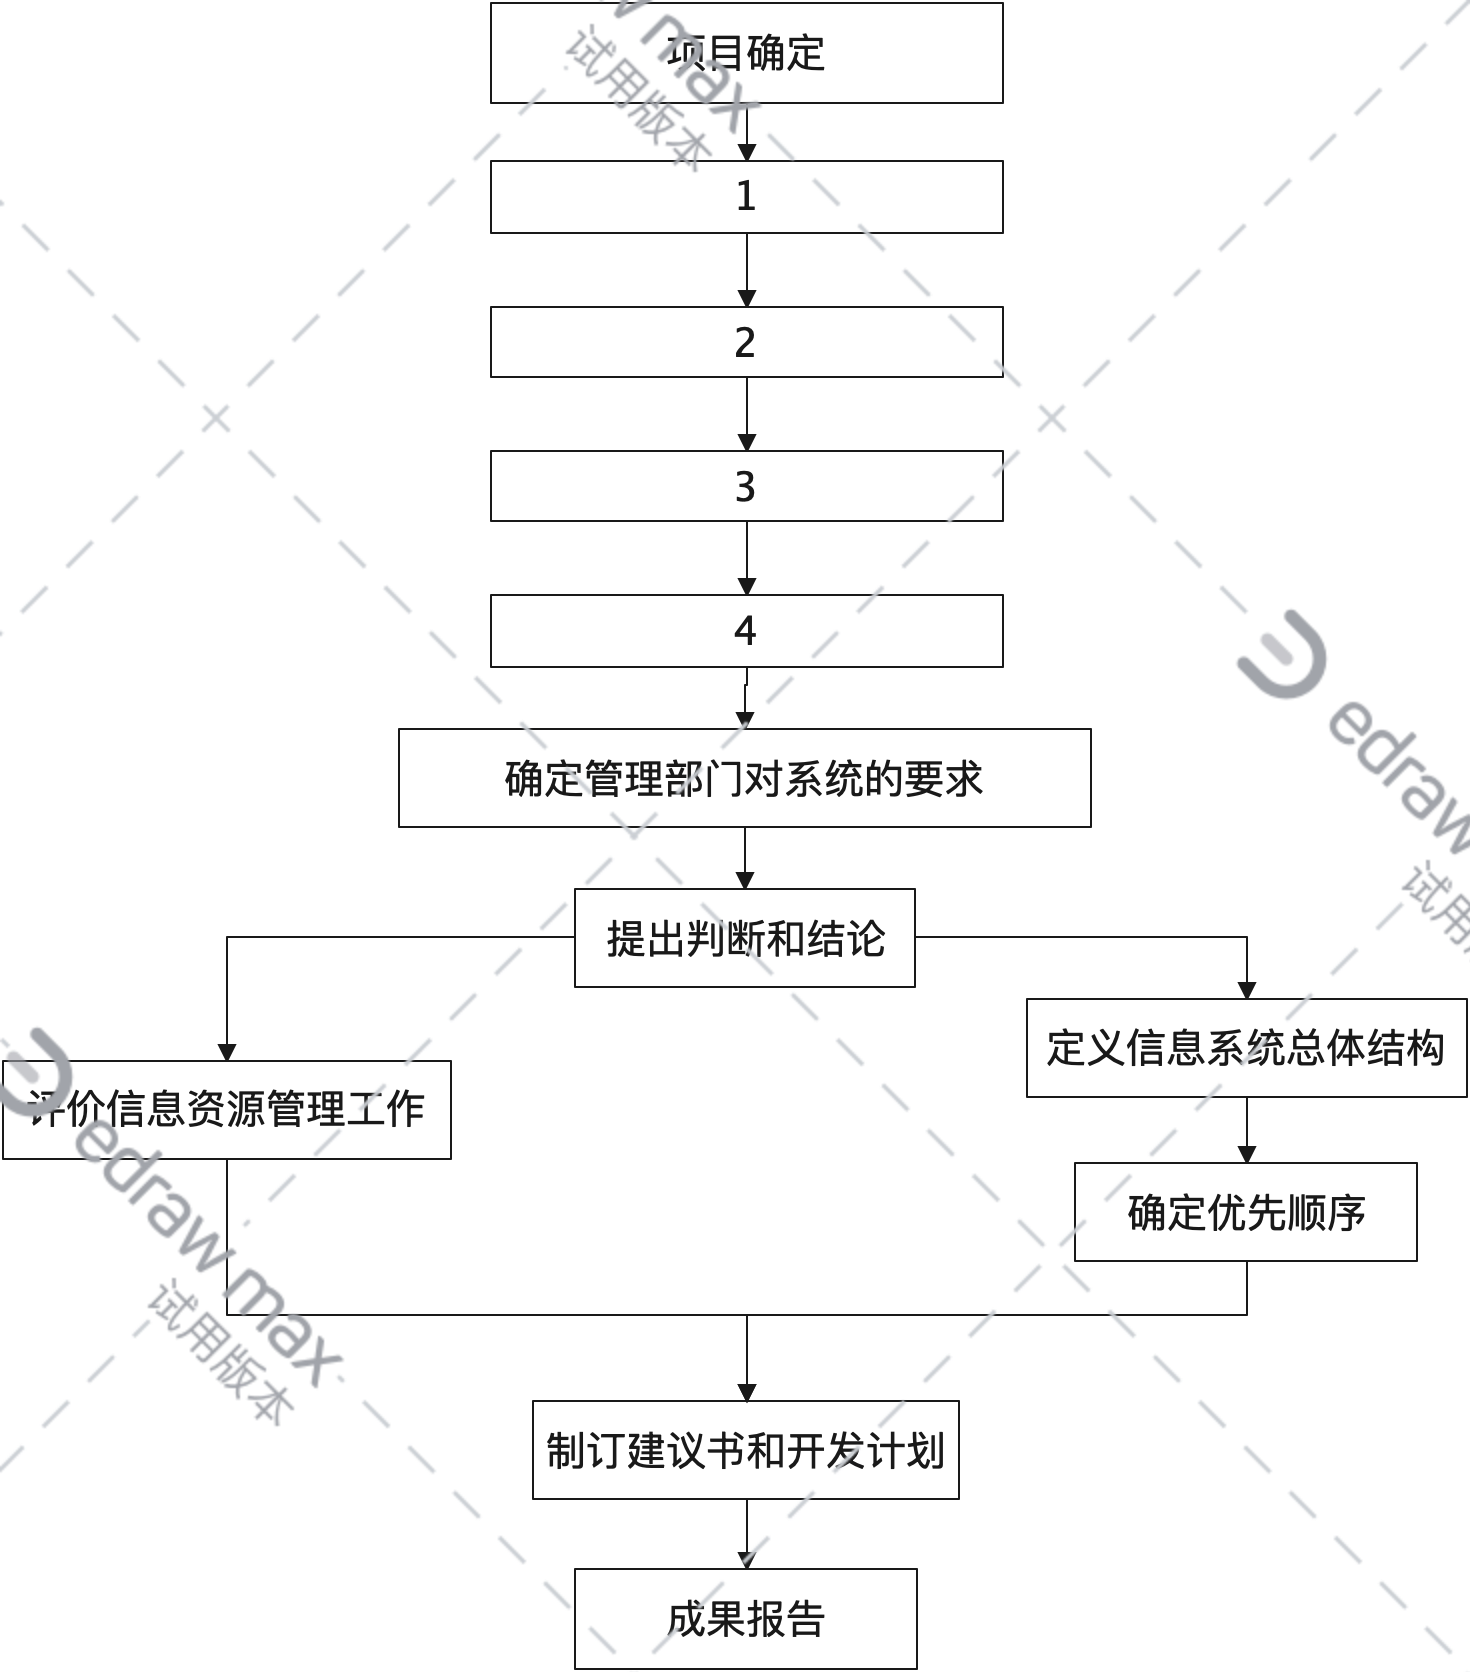 项目确定
1
2
3
4
确定管理部门对系统的要求
提出判断和结论
定义信息系统总体结构
评价信息资源管理工作
确定优先顺序
制订建议书和开发计划
成果报告
w max
试用版本
edraw
试用
edraw max
试用版本